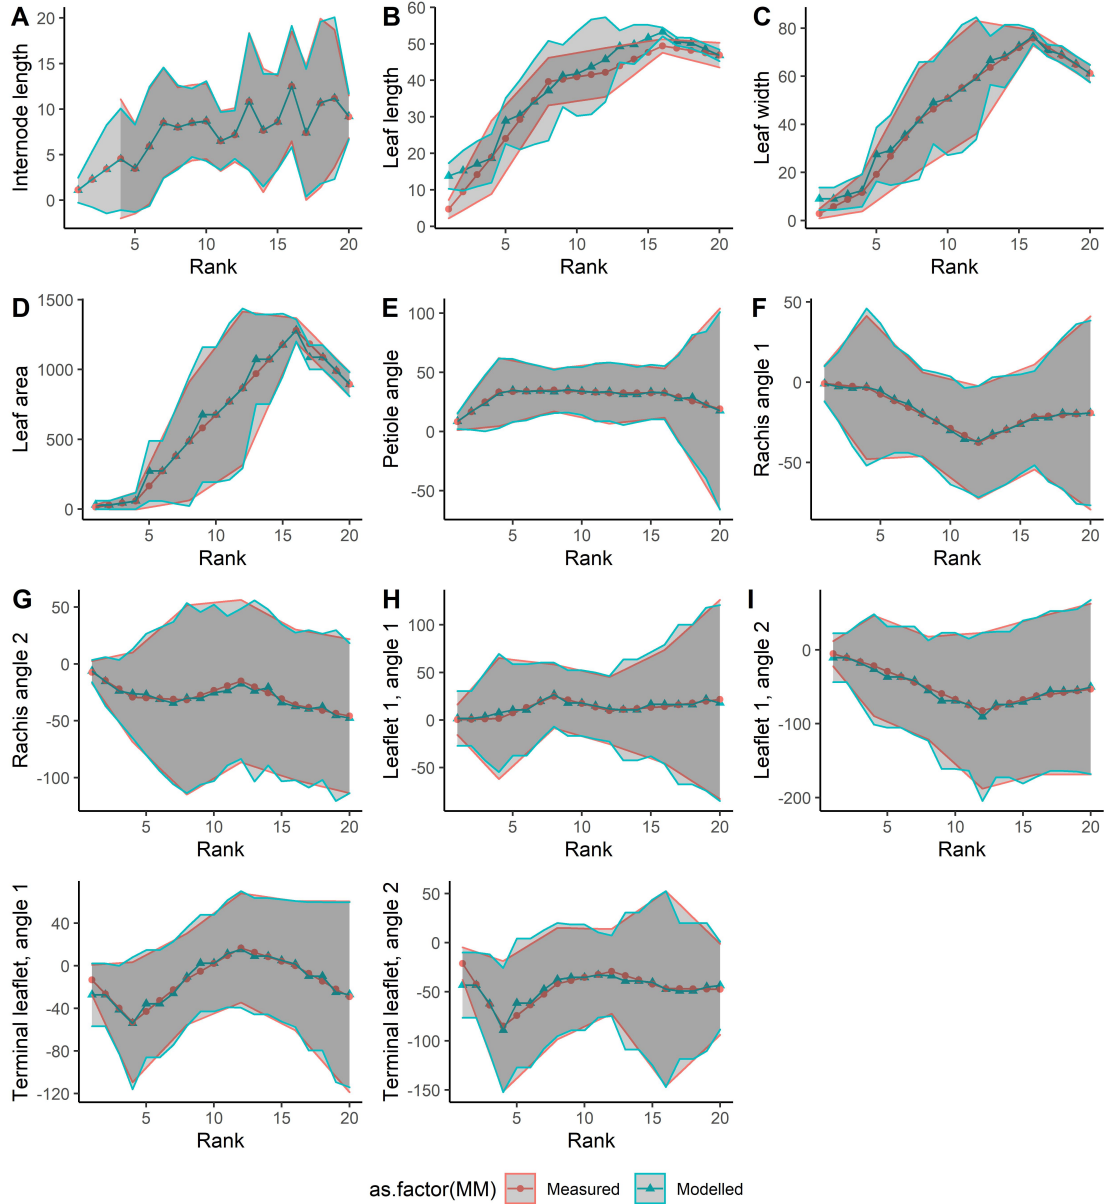 A
Internode length
20
15
10
5
0
5
10
15
20
Rank
B
Leaf length
60
50
40
30
20
10
0
5
10
15
20
Rank
C
Leaf width
80
60
40
20
0
5
10
15
20
Rank
D
Leaf area
1500
1000
500
0
5
10
15
20
Rank
E
Petiole angle
100
50
0
-50
5
10
15
20
Rank
F
Rachis angle 1
50
0
-50
5
10
15
20
Rank
G
Rachis angle 2
50
0
-50
-100
5
10
15
20
Rank
H
Leaflet 1, angle 1
100
50
0
-50
5
10
15
20
Rank
I
Leaflet 1, angle 2
0
-100
-200
5
10
15
20
Rank
Terminal leaflet, angle 1
40
0
-40
-80
-120
5
10
15
20
Rank
Terminal leaflet, angle 2
50
0
-50
-100
-150
5
10
15
20
Rank
as.factor(MM) Measured Modelled